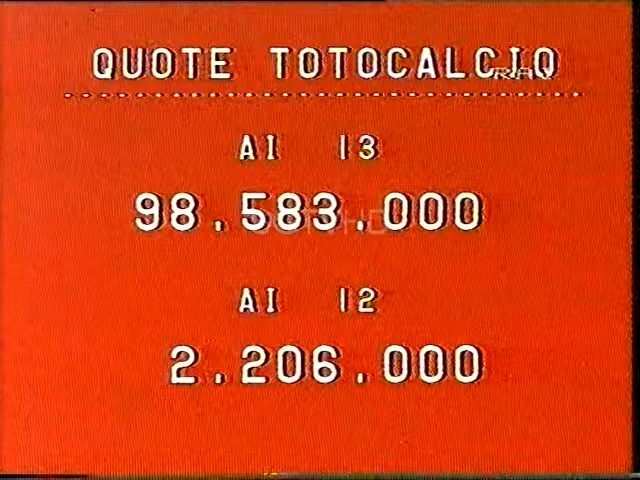 QUOTE TOTOCALCIO
AI 13
98.583.000
AI 12
2.206.000